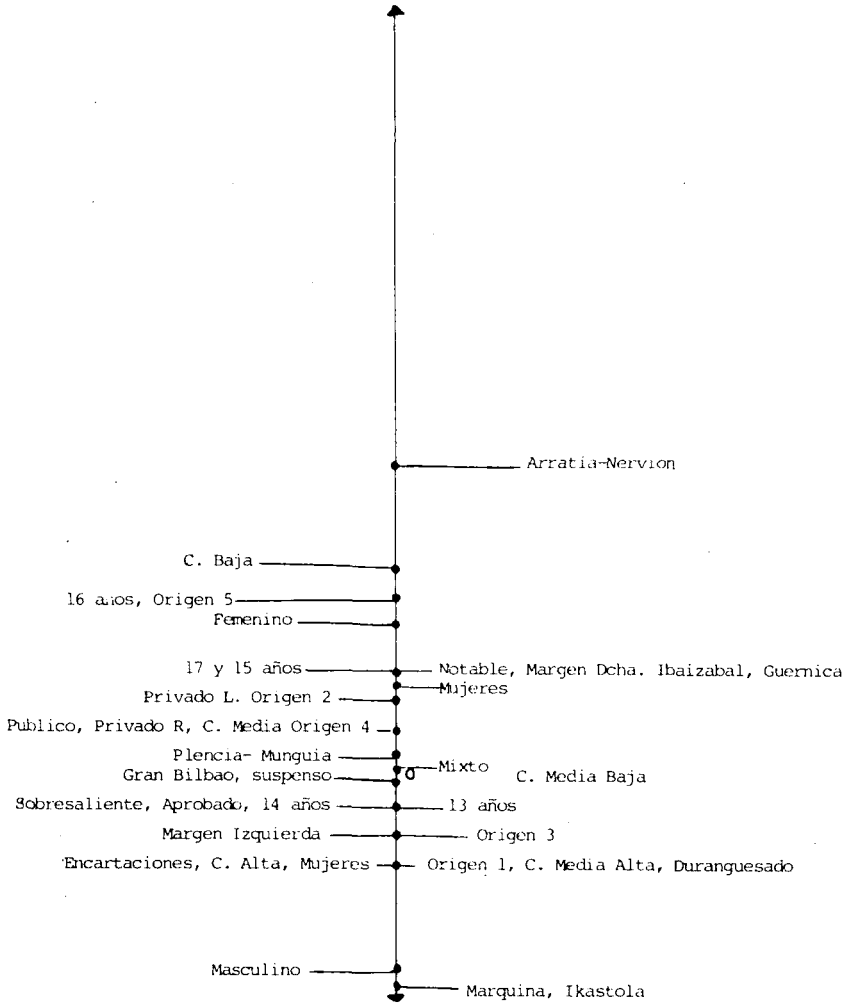 Arratia-Nervion
C. Baja
16 años, Origen 5
Femenino
17 y 15 años Notable, Margen Dcha. Ibaizabal, Guernica
Mujeres
Privado L. Origen 2
Publico, Privado R, C. Media Origen 4
Plencia- Munguia
Mixto
Gran Bilbao, suspenso 0 C. Media Baja
Sobresaliente, Aprobado, 14 años 13 años
Margen Izquierda Origen 3
Encartaciones, C. Alta, Mujeres Origen 1, C. Media Alta, Duranguesado
Masculino
Marquina, Ikastola